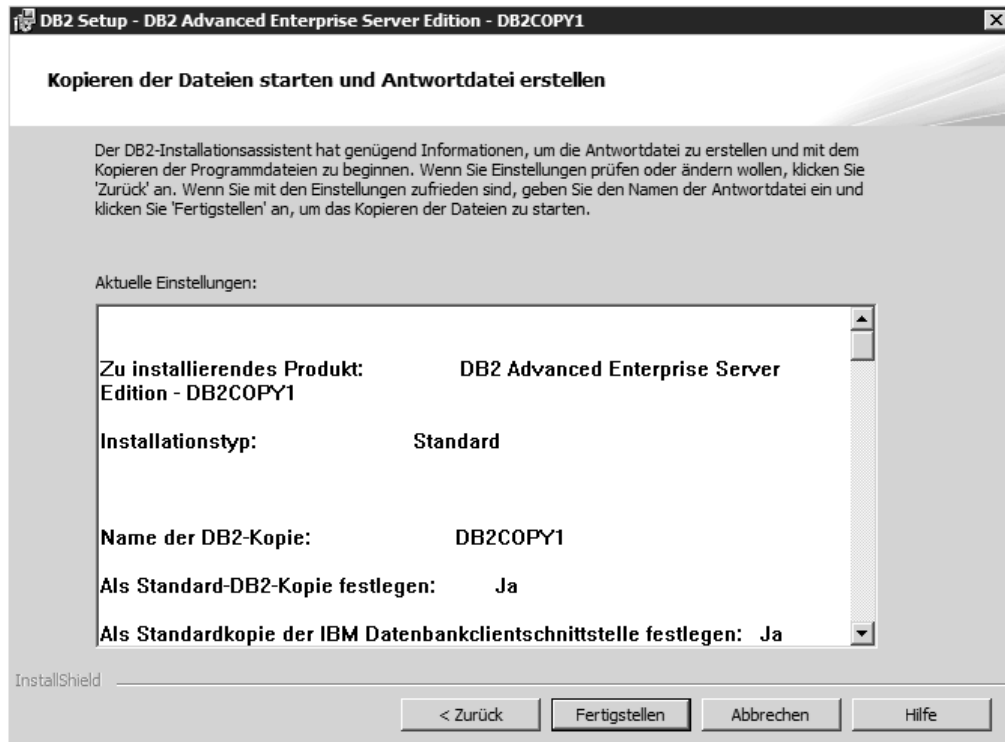 DB2 Setup - DB2 Advanced Enterprise Server Edition - DB2COPY1
Kopieren der Dateien starten und Antwortdatei erstellen
Der DB2-Installationsassistent hat genügend Informationen, um die Antwortdatei zu erstellen und mit dem
Kopieren der Programmdateien zu beginnen. Wenn Sie Einstellungen prüfen oder ändern wollen, klicken Sie
'Zurück' an. Wenn Sie mit den Einstellungen zufrieden sind, geben Sie den Namen der Antwortdatei ein und
klicken Sie 'Fertigstellen' an, um das Kopieren der Dateien zu starten.
Aktuelle Einstellungen:
Zu installierendes Produkt: DB2 Advanced Enterprise Server
Edition - DB2COPY1
Installationstyp: Standard
Name der DB2-Kopie: DB2COPY1
Als Standard-DB2-Kopie festlegen: Ja
Als Standardkopie der IBM Datenbankclientschnittstelle festlegen: Ja
InstallShield
< Zurück Fertigstellen Abbrechen Hilfe